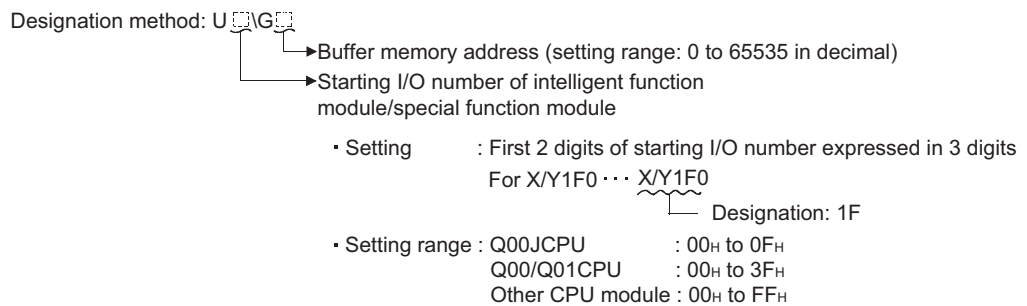 Designation method: U \G
Buffer memory address (setting range: 0 to 65535 in decimal)
Starting I/O number of intelligent function
module/special function module
▪ Setting : First 2 digits of starting I/O number expressed in 3 digits
For X/Y1F0 ··· X/Y1F0
Designation: 1F
▪ Setting range : Q00JCPU : 00H to 0FH
Q00/Q01CPU : 00H to 3FH
Other CPU module : 00H to FFH